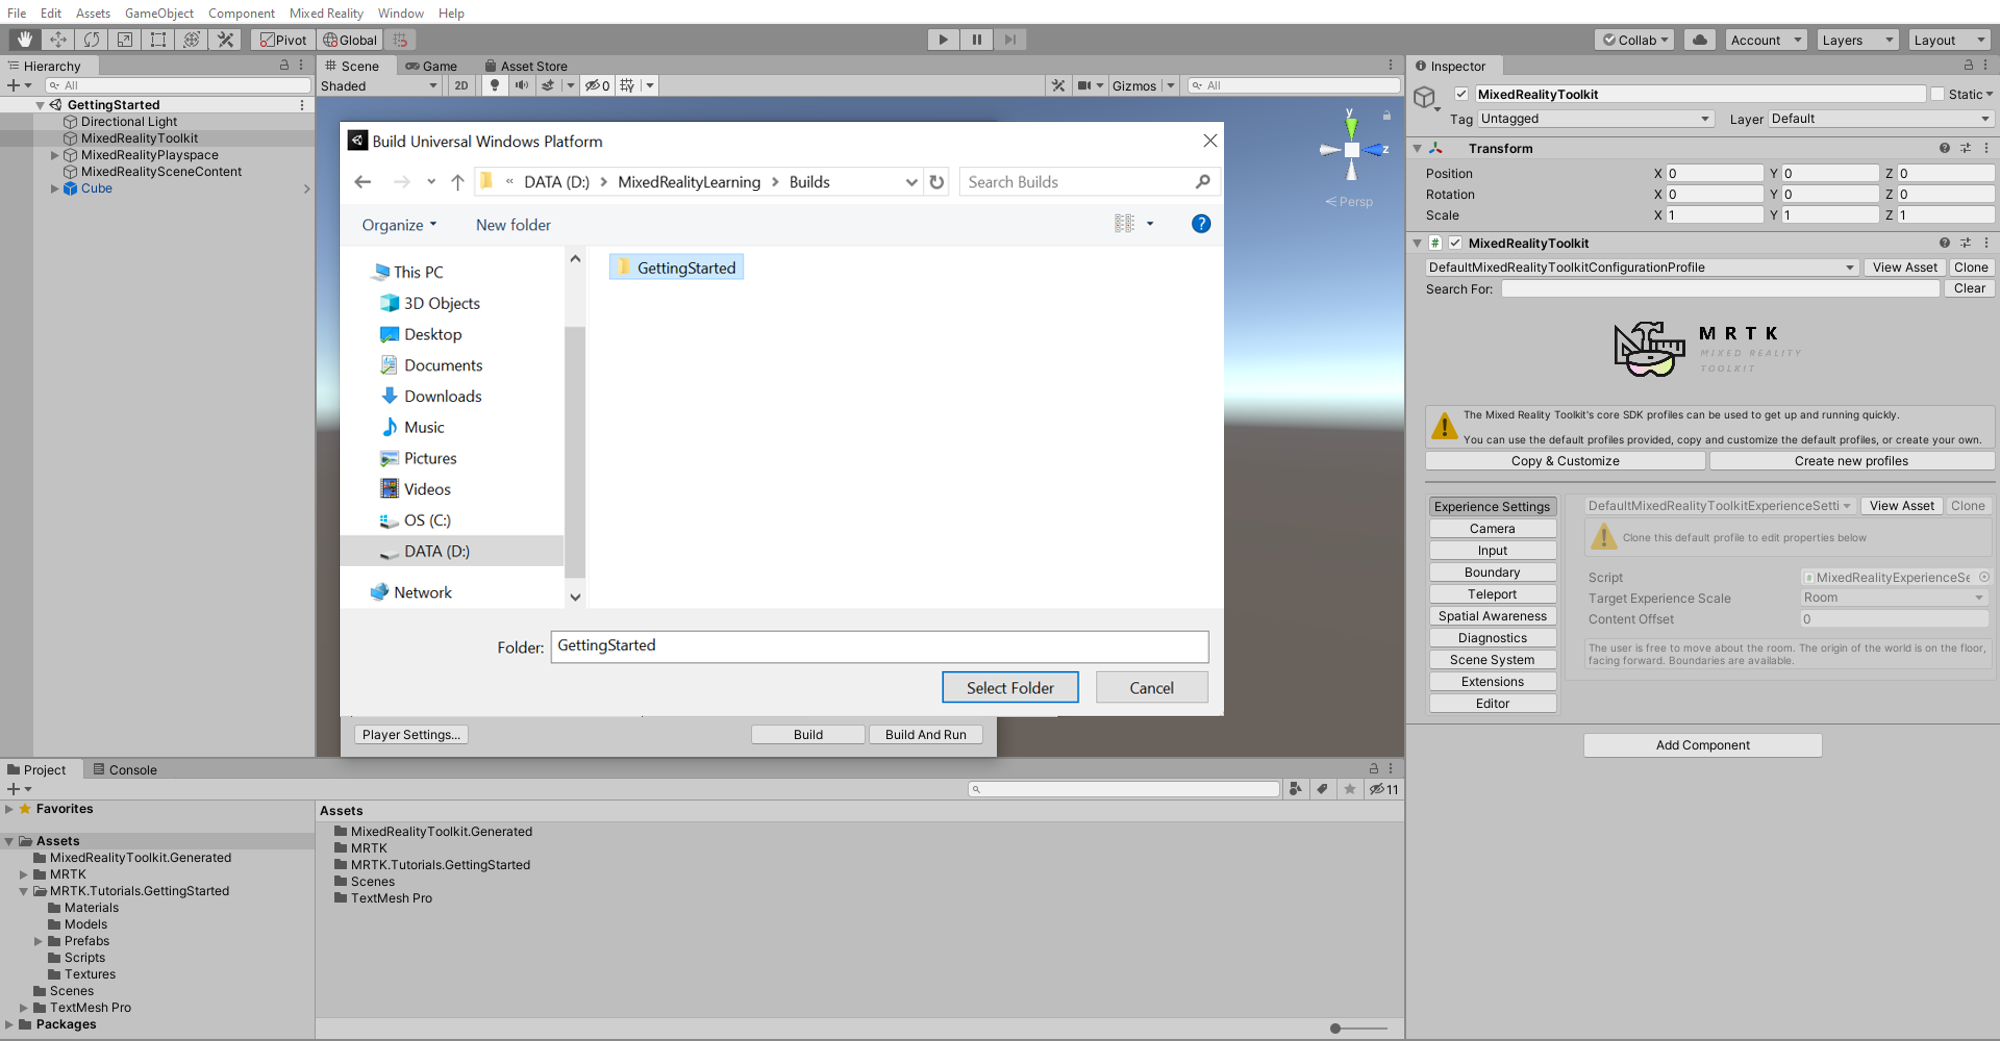 File Edit Assets GameObject Component Mixed Reality Window Help
Pivot Global Collab Account Layers Layout
Hierarchy
All
GettingStarted
Directional Light
MixedRealityToolkit
MixedRealityPlayspace
MixedRealitySceneContent
Cube
Scene Game Asset Store
Shaded 2D 0 Gizmos All
y
z
Persp
Build Universal Windows Platform
« DATA (D:) > MixedRealityLearning > Builds
Search Builds
Organize New folder
This PC
3D Objects
Desktop
Documents
Downloads
Music
Pictures
Videos
OS (C:)
DATA (D:)
Network
GettingStarted
Folder: GettingStarted
Select Folder Cancel
Player Settings... Build Build And Run
Inspector
MixedRealityToolkit Static
Tag Untagged Layer Default
Transform
Position X 0 Y 0 Z 0
Rotation X 0 Y 0 Z 0
Scale X 1 Y 1 Z 1
# MixedRealityToolkit
DefaultMixedRealityToolkitConfigurationProfile View Asset Clone
Search For: Clear
MRTK
MIXED REALITY
TOOLKIT
The Mixed Reality Toolkit's core SDK profiles can be used to get up and running quickly.
You can use the default profiles provided, copy and customize the default profiles, or create your own.
Copy & Customize Create new profiles
Experience Settings
Camera
Input
Boundary
Teleport
Spatial Awareness
Diagnostics
Scene System
Extensions
Editor
DefaultMixedRealityToolkitExperienceSetti View Asset Clone
Clone this default profile to edit properties below
Script MixedRealityExperienceSe
Target Experience Scale Room
Content Offset 0
The user is free to move about the room. The origin of the world is on the floor,
facing forward. Boundaries are available.
Add Component
Project Console
11
Favorites
Assets
MixedRealityToolkit.Generated
MRTK
MRTK.Tutorials.GettingStarted
Materials
Models
Prefabs
Scripts
Textures
Scenes
TextMesh Pro
Packages
Assets
MixedRealityToolkit.Generated
MRTK
MRTK.Tutorials.GettingStarted
Scenes
TextMesh Pro